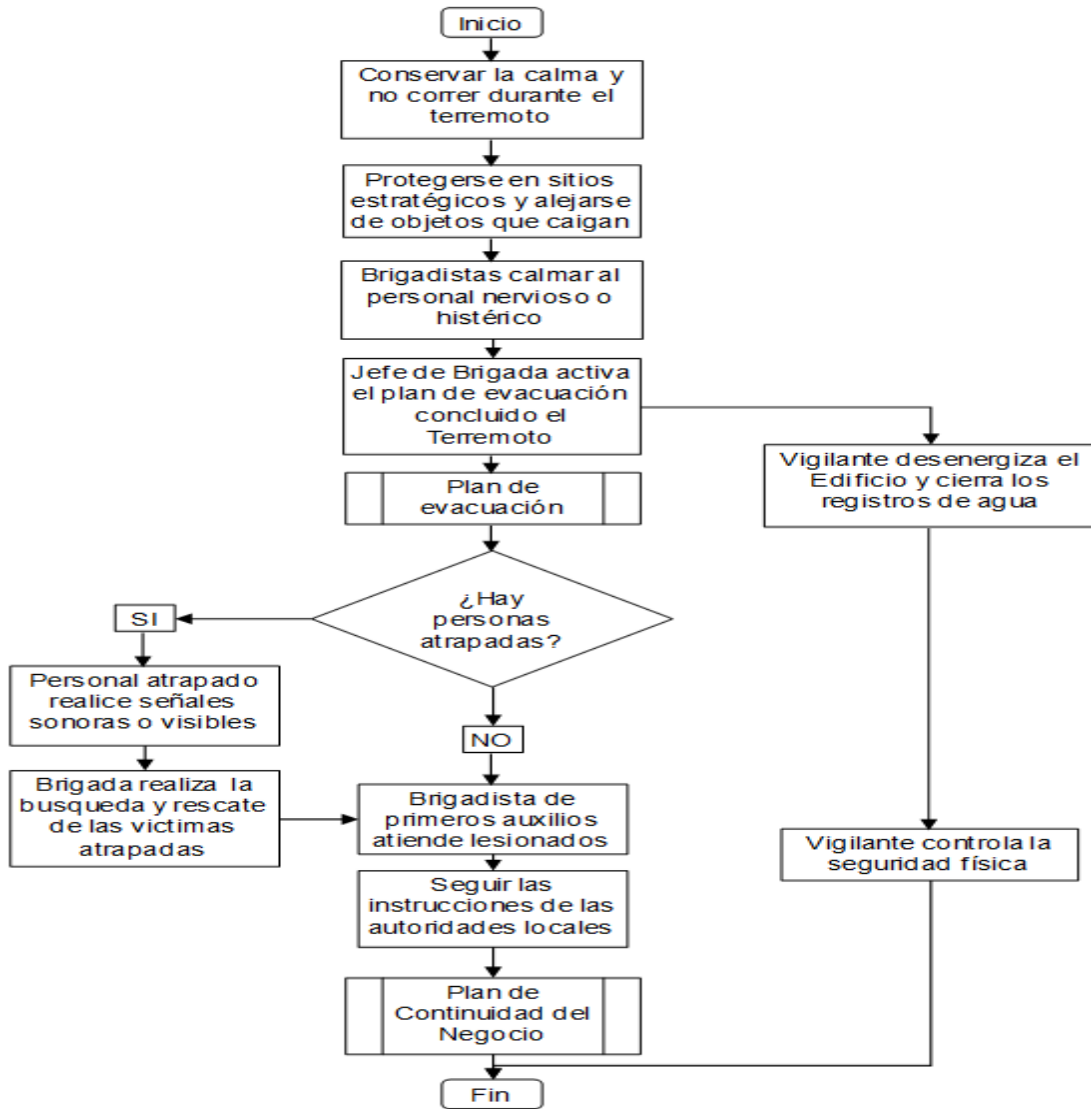 Inicio
Conservar la calma y
no correr durante el
terremoto
Protegerse en sitios
estratégicos y alejarse
de objetos que caigan
Brigadistas calmar al
personal nervioso o
histérico
Jefe de Brigada activa
el plan de evacuación
concluido el
Terremoto
Vigilante desenergiza el
Edificio y cierra los
registros de agua
Plan de
evacuación
¿Hay
personas
atrapadas?
SI
Personal atrapado
realice señales
sonoras o visibles
NO
Brigada realiza la
busqueda y rescate
de las victimas
atrapadas
Brigadista de
primeros auxilios
atiende lesionados
Vigilante controla la
seguridad física
Seguir las
instrucciones de las
autoridades locales
Plan de
Continuidad del
Negocio
Fin